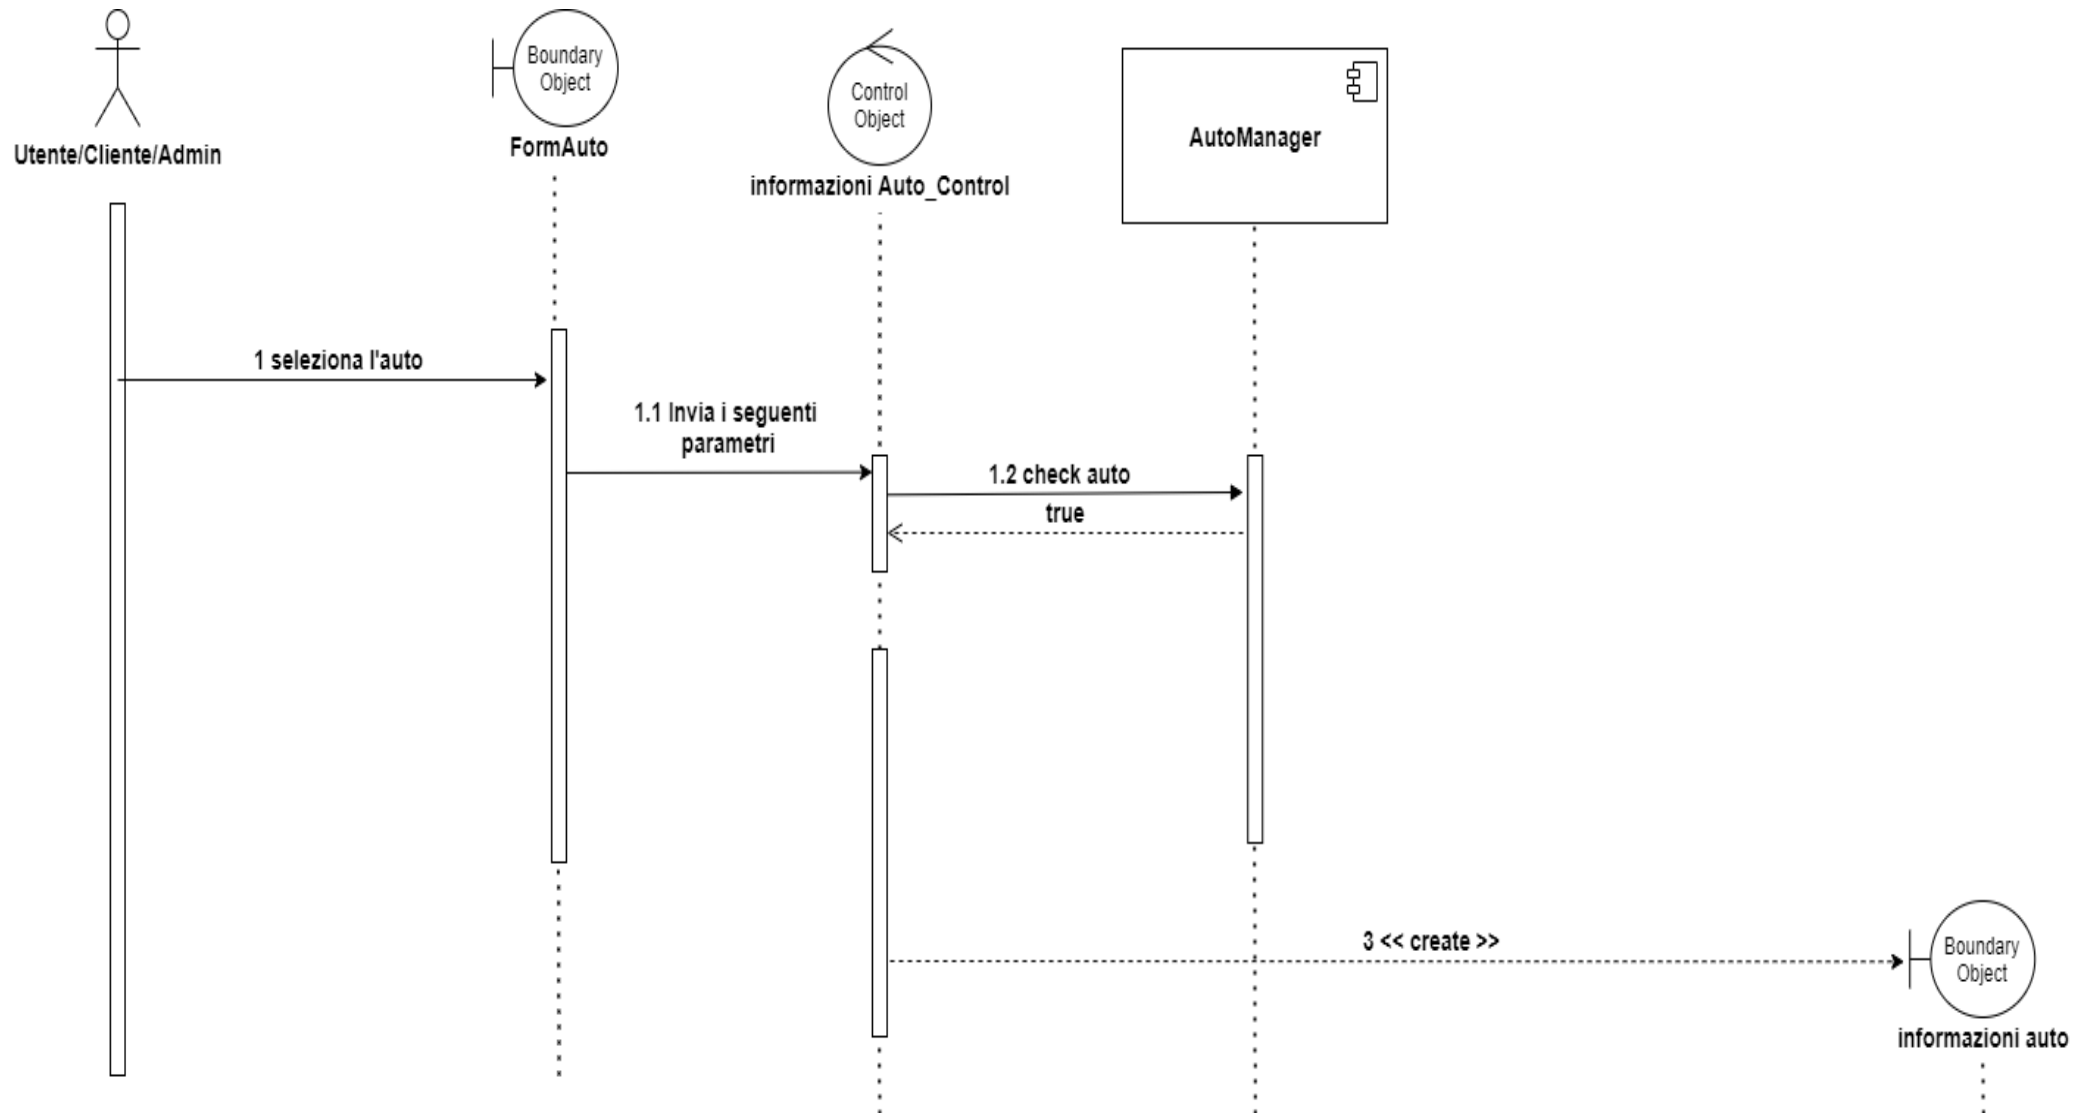 Boundary
Object
FormAuto
Utente/Cliente/Admin
Control
Object
informazioni Auto_Control
AutoManager
1 seleziona l'auto
1.1 Invia i seguenti
parametri
1.2 check auto
true
3 << create >>
Boundary
Object
informazioni auto